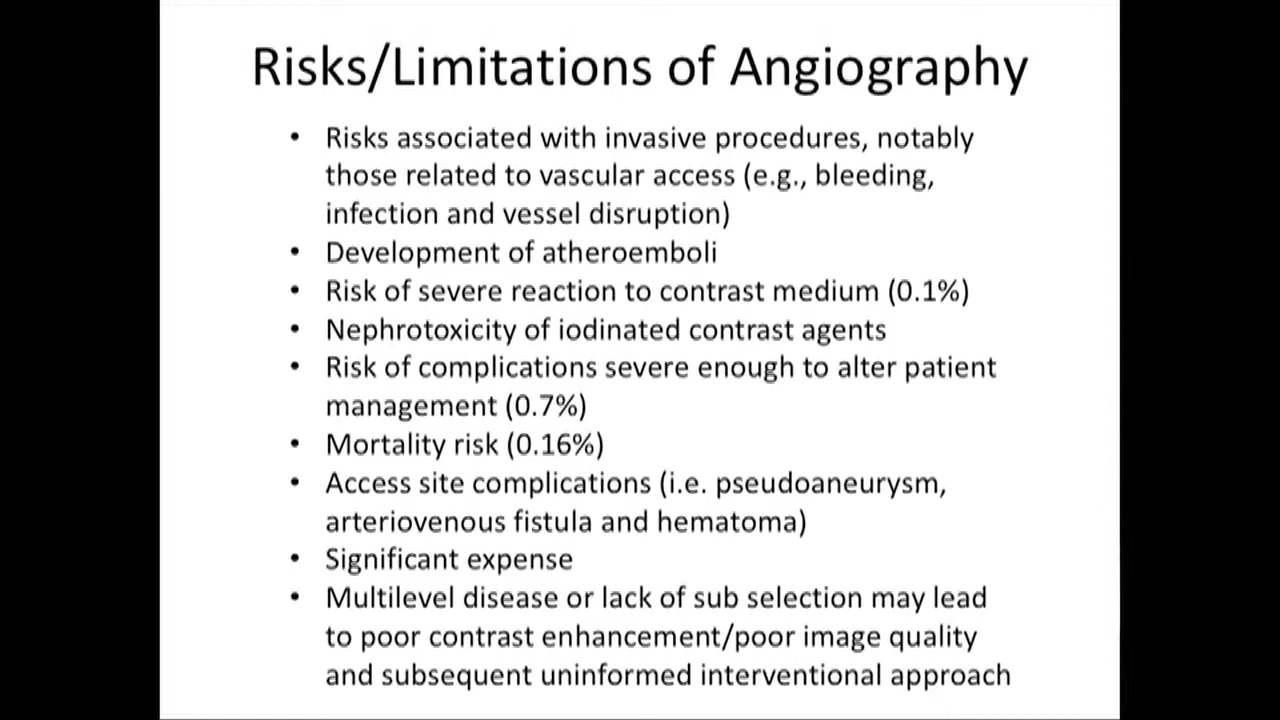 Risks/Limitations of Angiography
• Risks associated with invasive procedures, notably
those related to vascular access (e.g., bleeding,
infection and vessel disruption)
• Development of atheroemboli
• Risk of severe reaction to contrast medium (0.1%)
• Nephrotoxicity of iodinated contrast agents
• Risk of complications severe enough to alter patient
management (0.7%)
• Mortality risk (0.16%)
• Access site complications (i.e. pseudoaneurysm,
arteriovenous fistula and hematoma)
• Significant expense
• Multilevel disease or lack of sub selection may lead
to poor contrast enhancement/poor image quality
and subsequent uninformed interventional approach